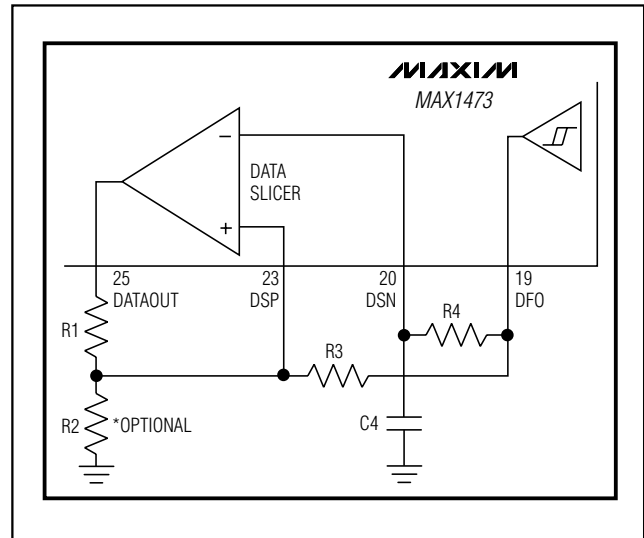 MAXIM
MAX1473
DATA
SLICER
−
+
25
DATAOUT
23
DSP
20
DSN
19
DFO
R1
R3
R4
R2
*OPTIONAL
C4